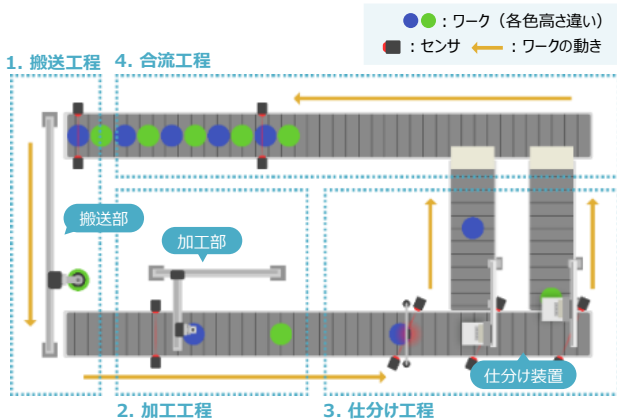 ：ワーク（各色高さ違い）
：センサ ：ワークの動き
1. 搬送工程 4. 合流工程
搬送部
加工部
仕分け装置
2. 加工工程 3. 仕分け工程